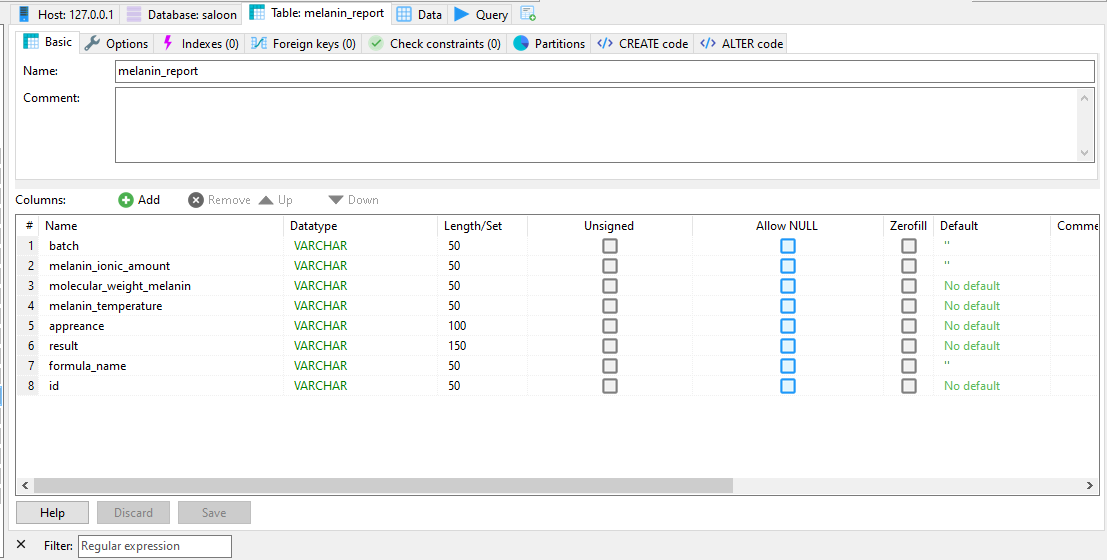 Host: 127.0.0.1 Database: saloon Table: melanin_report Data Query
Basic Options Indexes (0) Foreign keys (0) Check constraints (0) Partitions </> CREATE code </> ALTER code
Name: melanin_report
Comment:
Columns: Add Remove Up Down
# Name Datatype Length/Set Unsigned Allow NULL Zerofill Default Comme
1 batch VARCHAR 50 ''
2 melanin_ionic_amount VARCHAR 50 ''
3 molecular_weight_melanin VARCHAR 50 No default
4 melanin_temperature VARCHAR 50 No default
5 appreance VARCHAR 100 No default
6 result VARCHAR 150 No default
7 formula_name VARCHAR 50 ''
8 id VARCHAR 50 No default
Help Discard Save
Filter: Regular expression